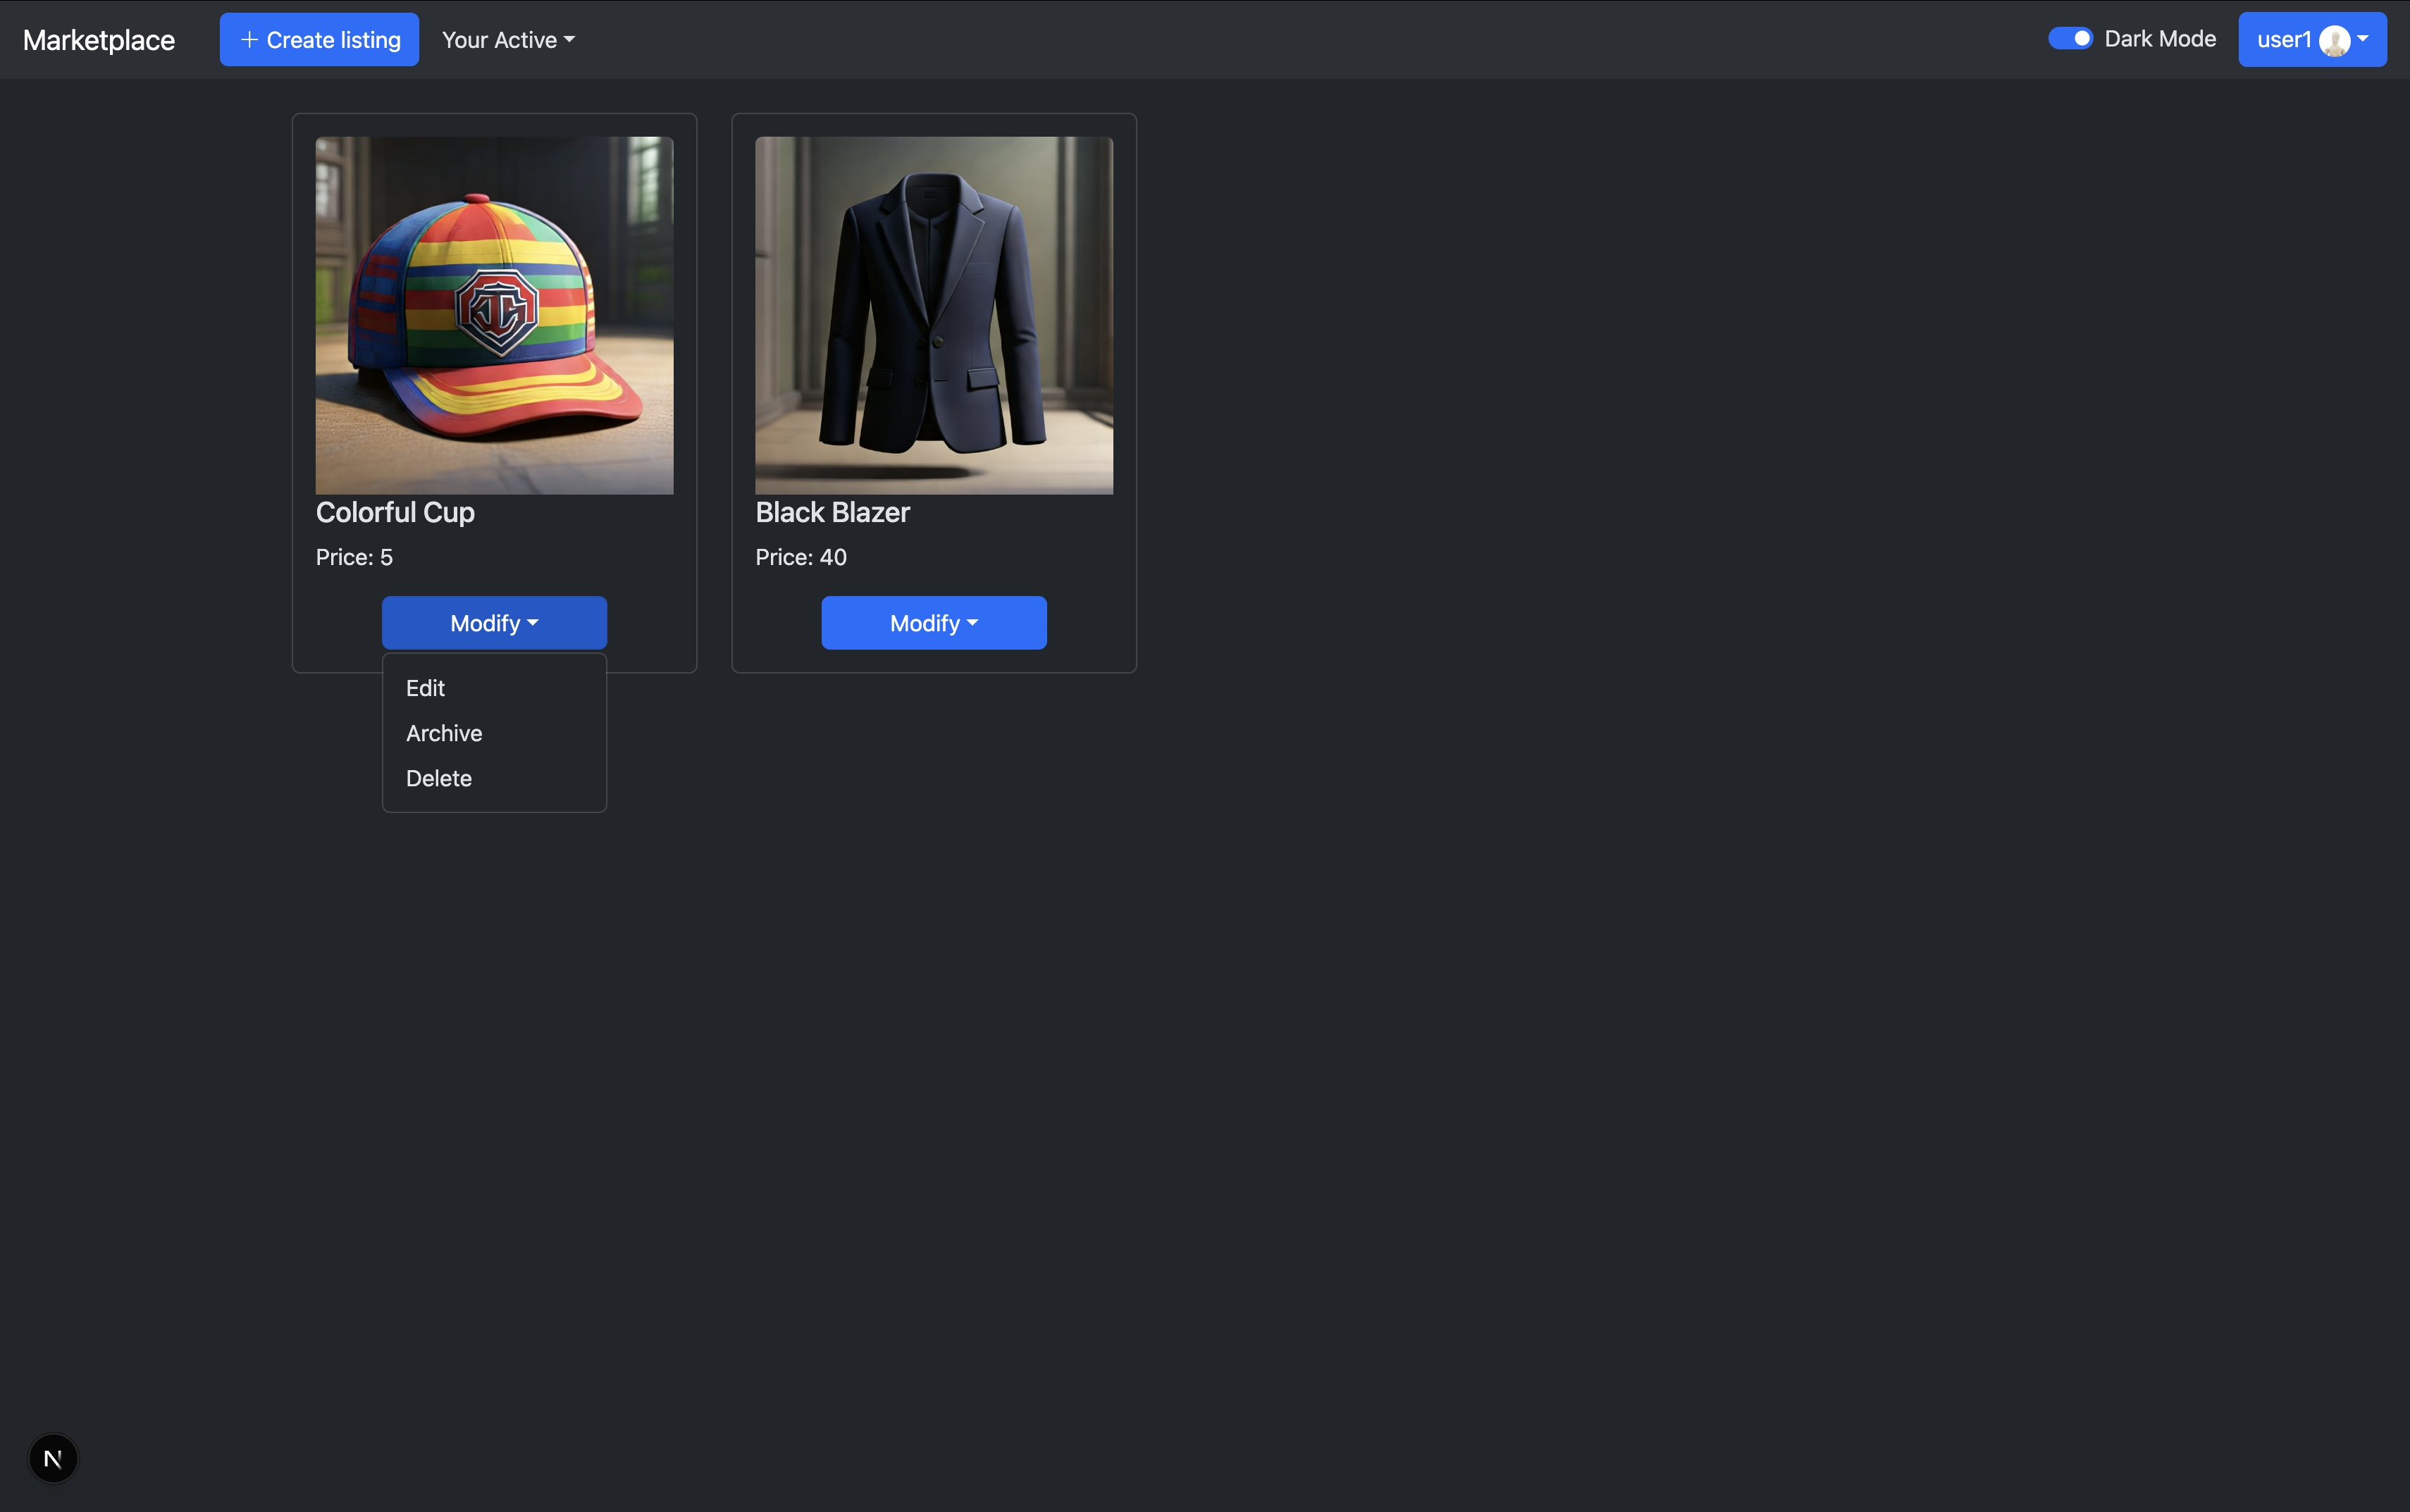 Marketplace
+ Create listing
Your Active
Dark Mode
user1
Colorful Cup
Price: 5
Modify
Edit
Archive
Delete
Black Blazer
Price: 40
Modify
N